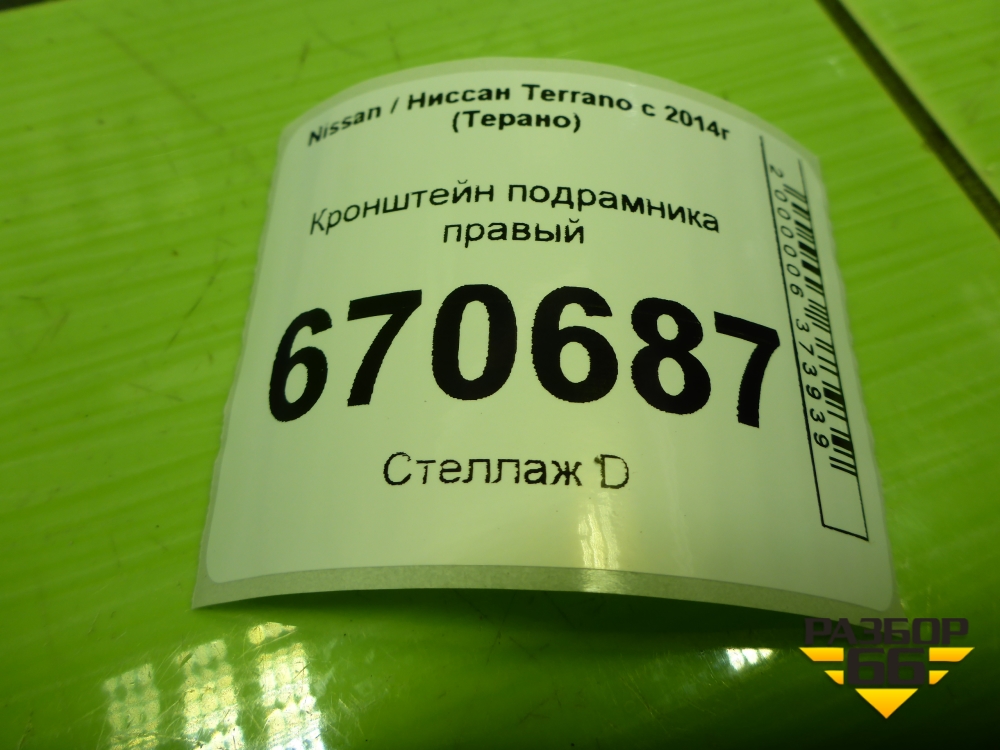 Nissan / Ниссан Terrano с 2014г
(Терано)
Кронштейн подрамника
правый
670687
Стеллаж D
2000006373939
РАЗБОР
66